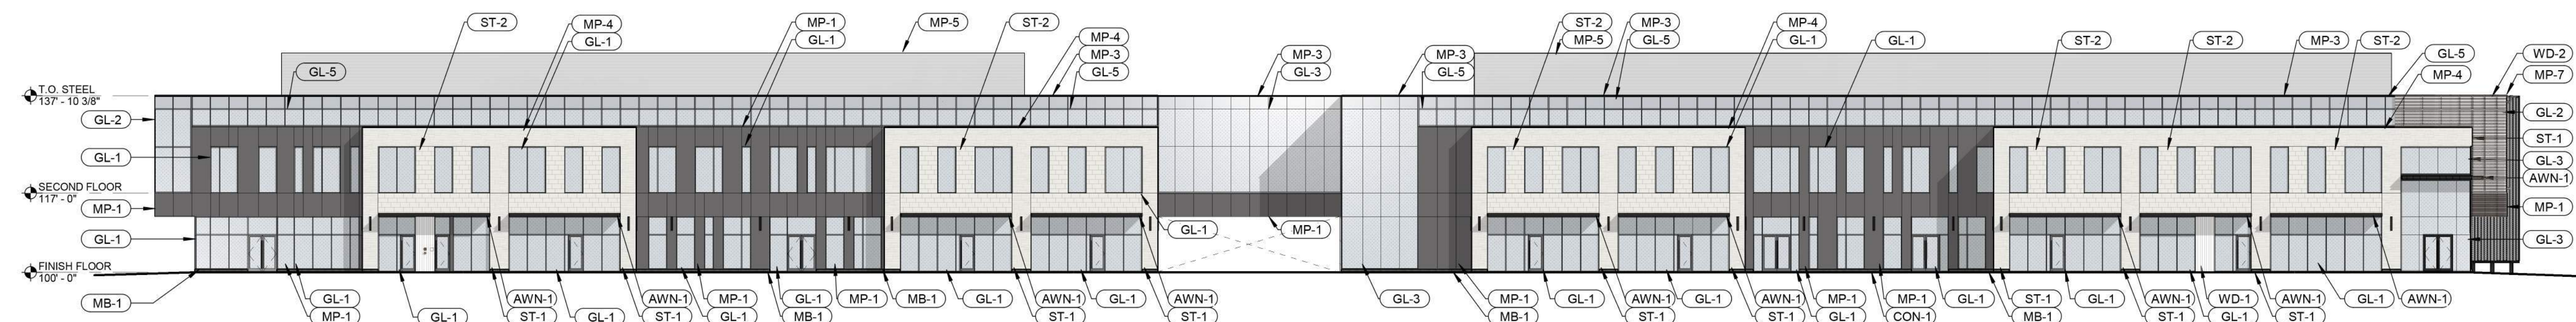 ST-2
MP-4
GL-1
MP-1
GL-1
MP-5
ST-2
MP-4
MP-3
GL-5
MP-3
GL-3
MP-3
GL-5
ST-2
MP-5
MP-3
GL-5
MP-4
GL-1
GL-1
ST-2
ST-2
MP-3
ST-2
GL-5
MP-4
WD-2
MP-7
GL-5
T.O. STEEL
137' - 10 3/8"
GL-2
GL-1
SECOND FLOOR
117' - 0"
MP-1
GL-1
FINISH FLOOR
100' - 0"
MB-1
GL-2
ST-1
GL-3
AWN-1
MP-1
GL-3
GL-1
MP-1
GL-1
MP-1
GL-1
AWN-1
ST-1
GL-1
AWN-1
ST-1
MP-1
GL-1
GL-1
MB-1
MP-1
MB-1
GL-1
AWN-1
ST-1
GL-1
AWN-1
ST-1
GL-3
MP-1
MB-1
GL-1
AWN-1
ST-1
GL-1
AWN-1
ST-1
MP-1
GL-1
MP-1
CON-1
GL-1
ST-1
MB-1
GL-1
AWN-1
ST-1
WD-1
GL-1
AWN-1
ST-1
GL-1
AWN-1